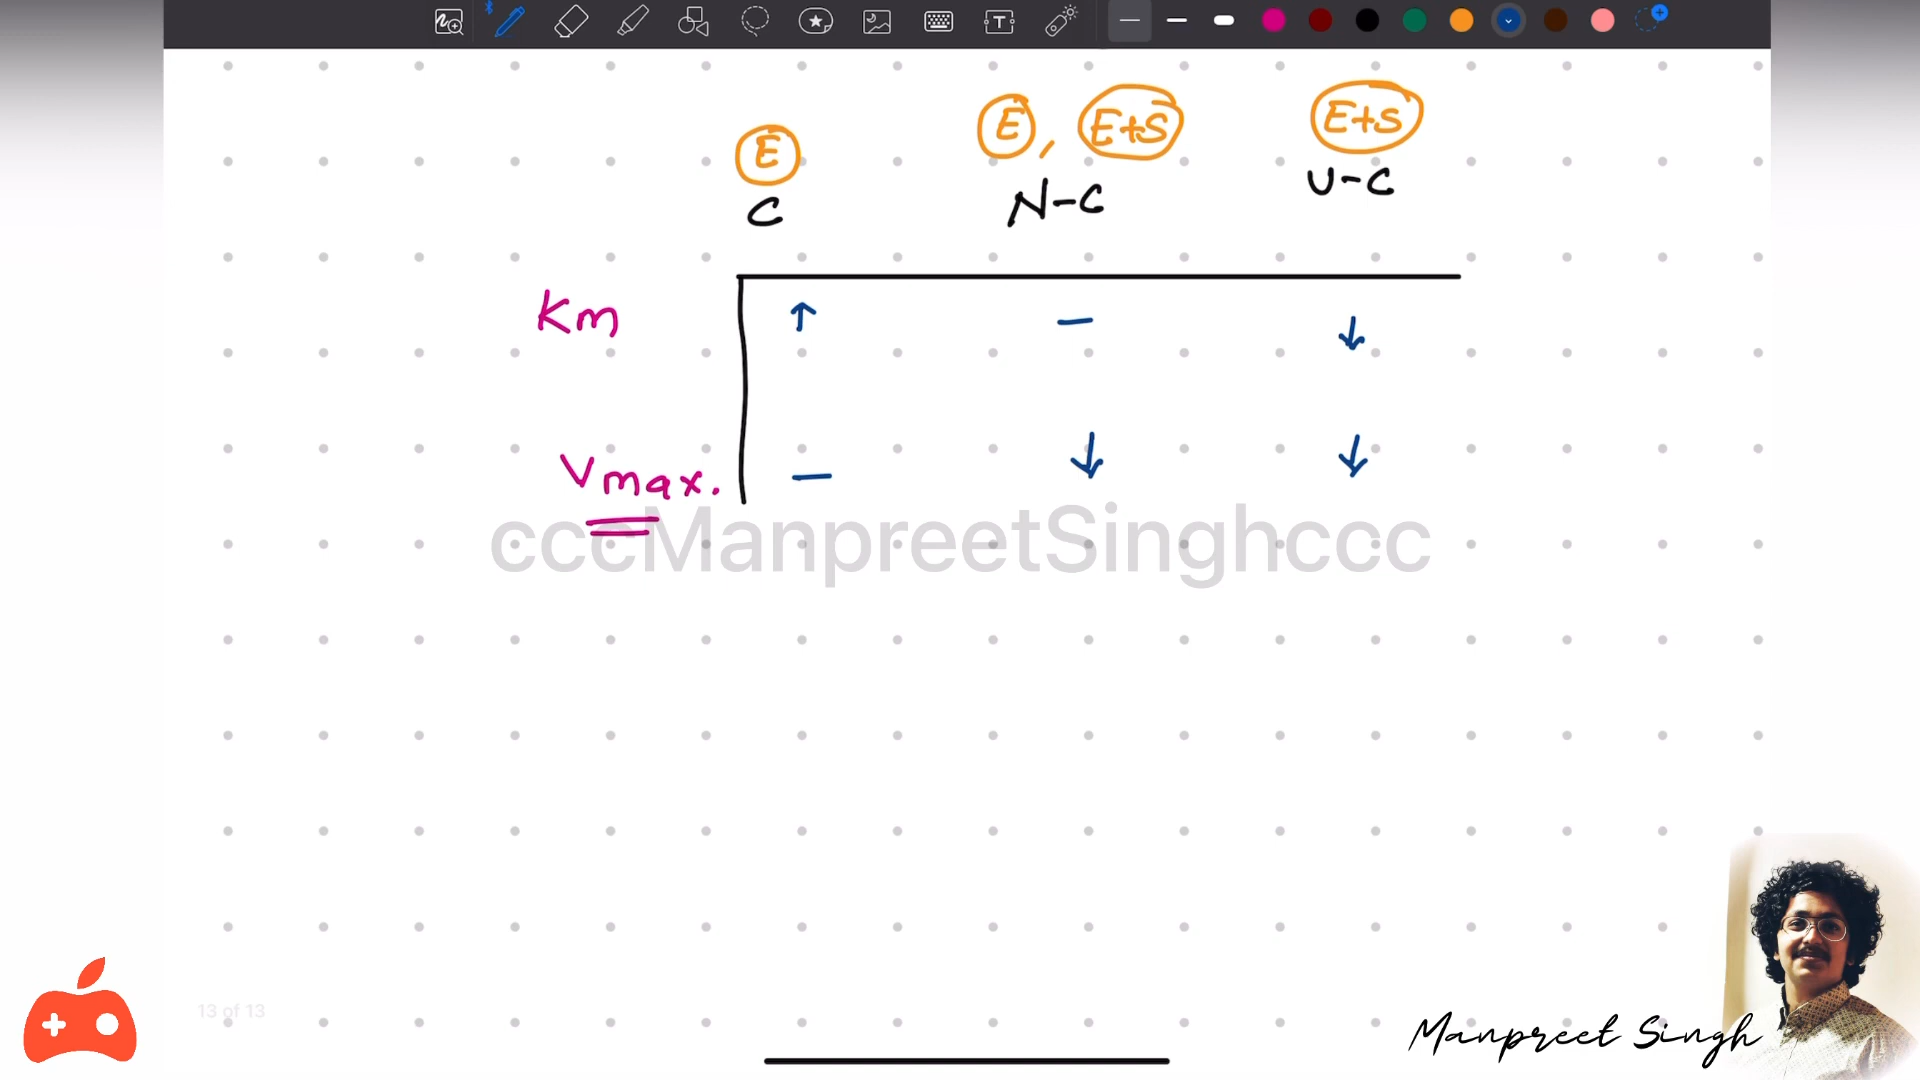 E E, E+S E+S
C N-C U-C
Km ↑ — ↓
Vmax. — ↓ ↓
cccManpreetSinghccc
13 of 13
Manpreet Singh